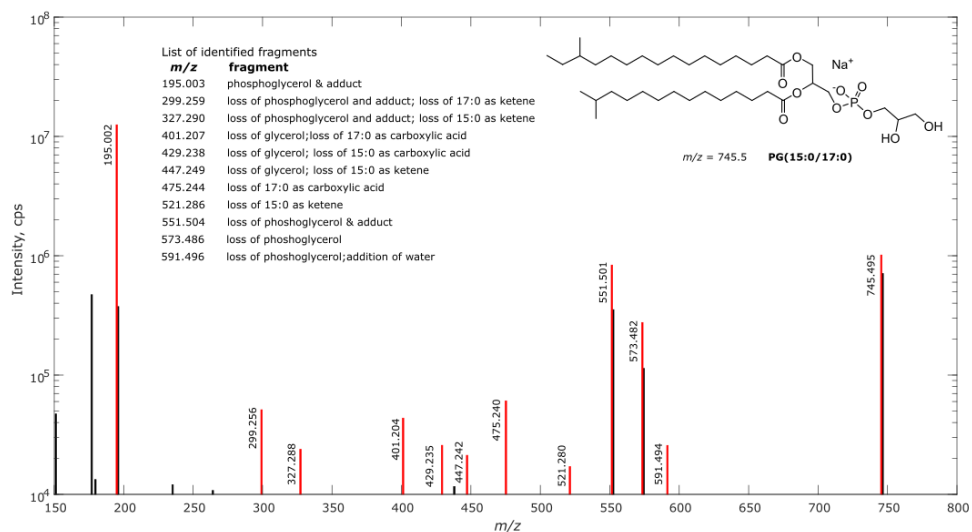 10^8
10^7
10^6
10^5
10^4
Intensity, cps
List of identified fragments
m/z fragment
195.003 phosphoglycerol & adduct
299.259 loss of phosphoglycerol and adduct; loss of 17:0 as ketene
327.290 loss of phosphoglycerol and adduct; loss of 15:0 as ketene
401.207 loss of glycerol;loss of 17:0 as carboxylic acid
429.238 loss of glycerol; loss of 15:0 as carboxylic acid
447.249 loss of glycerol; loss of 15:0 as ketene
475.244 loss of 17:0 as carboxylic acid
521.286 loss of 15:0 as ketene
551.504 loss of phoshoglycerol & adduct
573.486 loss of phoshoglycerol
591.496 loss of phoshoglycerol;addition of water
O
O
O
O
Na+
-O
O
P
O
O
HO
OH
m/z = 745.5 PG(15:0/17:0)
195.002
299.256
327.288
401.204
429.235
447.242
475.240
521.280
551.501
573.482
591.494
745.495
150 200 250 300 350 400 450 500 550 600 650 700 750 800
m/z